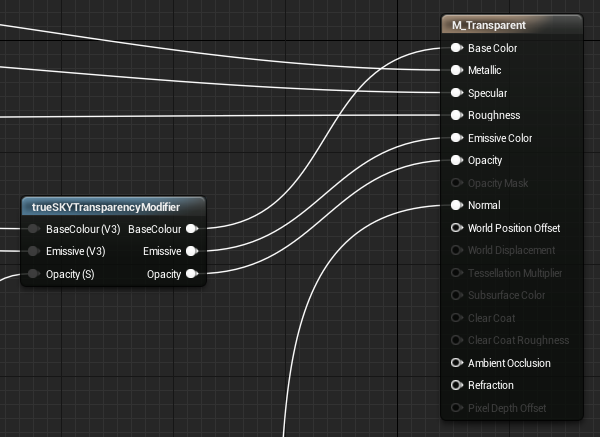 M_Transparent
Base Color
Metallic
Specular
Roughness
Emissive Color
Opacity
Opacity Mask
Normal
World Position Offset
World Displacement
Tessellation Multiplier
Subsurface Color
Clear Coat
Clear Coat Roughness
Ambient Occlusion
Refraction
Pixel Depth Offset
trueSKYTransparencyModifier
BaseColour (V3) BaseColour
Emissive (V3) Emissive
Opacity (S) Opacity